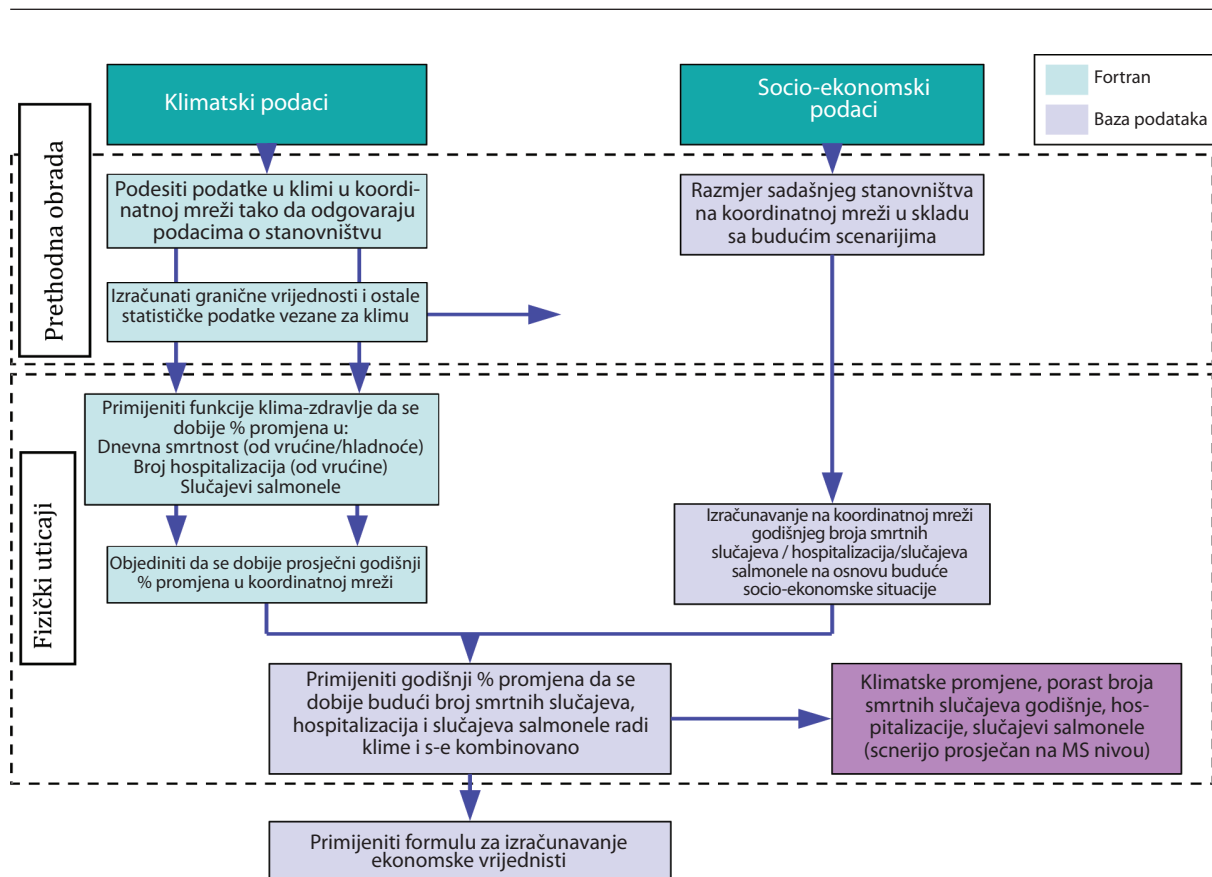 Klimatski podaci
Socio-ekonomski
podaci
Fortran
Baza podataka
Prethodna obrada
Podesiti podatke u klimi u koordi-
natnoj mreži tako da odgovaraju
podacima o stanovništvu
Razmjer sadašnjeg stanovništva
na koordinatnoj mreži u skladu
sa budućim scenarijima
Izračunati granične vrijednosti i ostale
statističke podatke vezane za klimu
Fizički uticaji
Primijeniti funkcije klima-zdravlje da se
dobije % promjena u:
Dnevna smrtnost (od vrućine/hladnoće)
Broj hospitalizacija (od vrućine)
Slučajevi salmonele
Izračunavanje na koordinatnoj mreži
godišnjeg broja smrtnih
slučajeva / hospitalizacija/slučajeva
salmonele na osnovu buduće
socio-ekonomske situacije
Objediniti da se dobije prosječni godišnji
% promjena u koordinatnoj mreži
Primijeniti godišnji % promjena da se
dobije budući broj smrtnih slučajeva,
hospitalizacija i slučajeva salmonele radi
klime i s-e kombinovano
Klimatske promjene, porast broja
smrtnih slučajeva godišnje, hos-
pitalizacije, slučajevi salmonele
(scnerijo prosječan na MS nivou)
Primijeniti formulu za izračunavanje
ekonomske vrijednisti